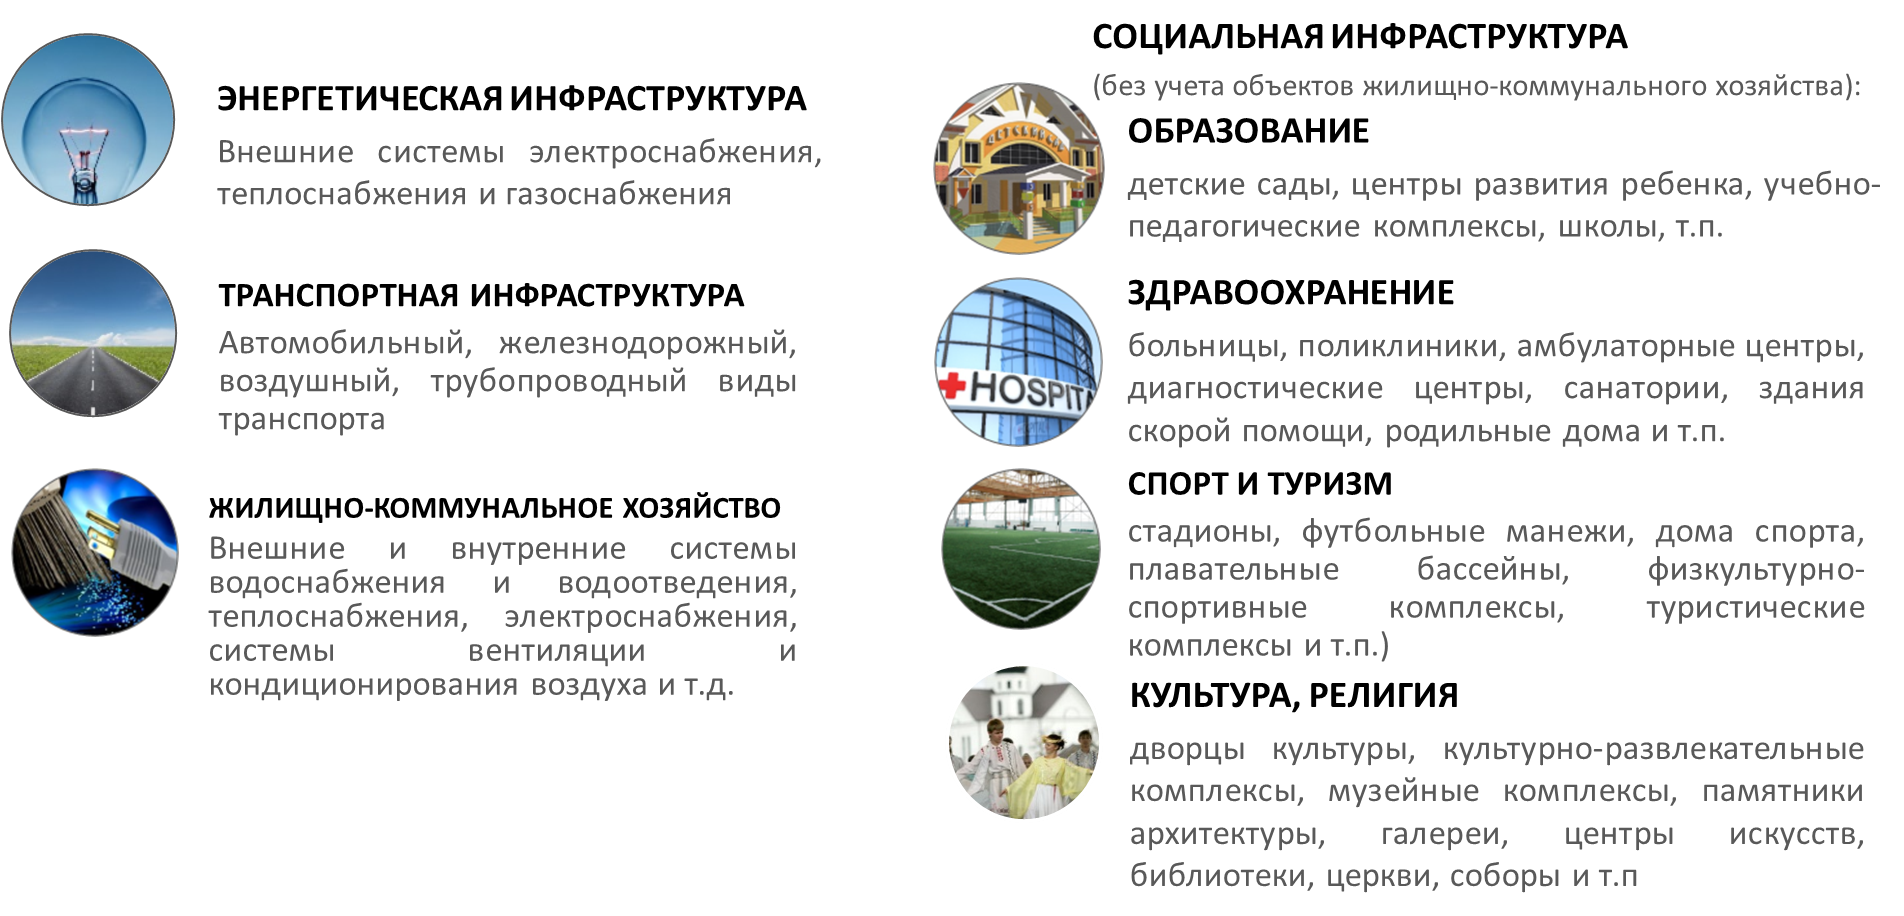 ЭНЕРГЕТИЧЕСКАЯ ИНФРАСТРУКТУРА
Внешние системы электроснабжения,
теплоснабжения и газоснабжения
ТРАНСПОРТНАЯ ИНФРАСТРУКТУРА
Автомобильный, железнодорожный,
воздушный, трубопроводный виды
транспорта
ЖИЛИЩНО-КОММУНАЛЬНОЕ ХОЗЯЙСТВО
Внешние и внутренние системы
водоснабжения и водоотведения,
теплоснабжения, электроснабжения,
системы вентиляции и
кондиционирования воздуха и т.д.
СОЦИАЛЬНАЯ ИНФРАСТРУКТУРА
(без учета объектов жилищно-коммунального хозяйства):
ОБРАЗОВАНИЕ
детские сады, центры развития ребенка, учебно-
педагогические комплексы, школы, т.п.
ЗДРАВООХРАНЕНИЕ
больницы, поликлиники, амбулаторные центры,
диагностические центры, санатории, здания
скорой помощи, родильные дома и т.п.
HOSPITA
СПОРТ И ТУРИЗМ
стадионы, футбольные манежи, дома спорта,
плавательные бассейны, физкультурно-
спортивные комплексы, туристические
комплексы и т.п.)
КУЛЬТУРА, РЕЛИГИЯ
дворцы культуры, культурно-развлекательные
комплексы, музейные комплексы, памятники
архитектуры, галереи, центры искусств,
библиотеки, церкви, соборы и т.п